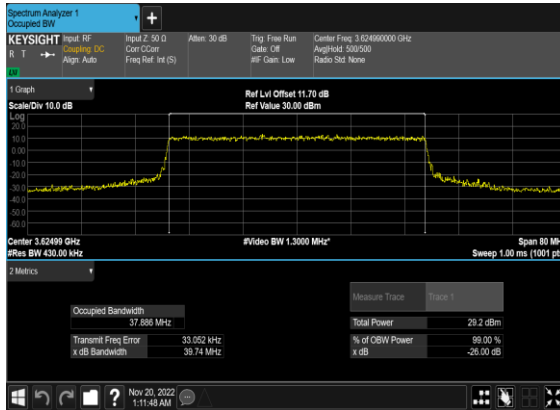 Spectrum Analyzer 1
Occupied BW
KEYSIGHT Input: RF Input Z: 50 Ω Atten: 30 dB Trig: Free Run Center Freq: 3.624990000 GHz
R T Coupling: DC Corr CCorr Gate: Off Avg|Hold: 500/500
Align: Auto Freq Ref: Int (S) #IF Gain: Low Radio Std: None
LXI
1 Graph
Ref Lvl Offset 11.70 dB
Scale/Div 10.0 dB Ref Value 30.00 dBm
Log
20.0
10.0
0.00
-10.0
-20.0
-30.0
-40.0
-50.0
-60.0
Center 3.62499 GHz #Video BW 1.3000 MHz* Span 80 MH
#Res BW 430.00 kHz Sweep 1.00 ms (1001 pt
2 Metrics
Measure Trace Trace 1
Occupied Bandwidth
37.886 MHz Total Power 29.2 dBm
Transmit Freq Error 33.052 kHz % of OBW Power 99.00 %
x dB Bandwidth 39.74 MHz x dB -26.00 dB
Nov 20, 2022
1:11:48 AM